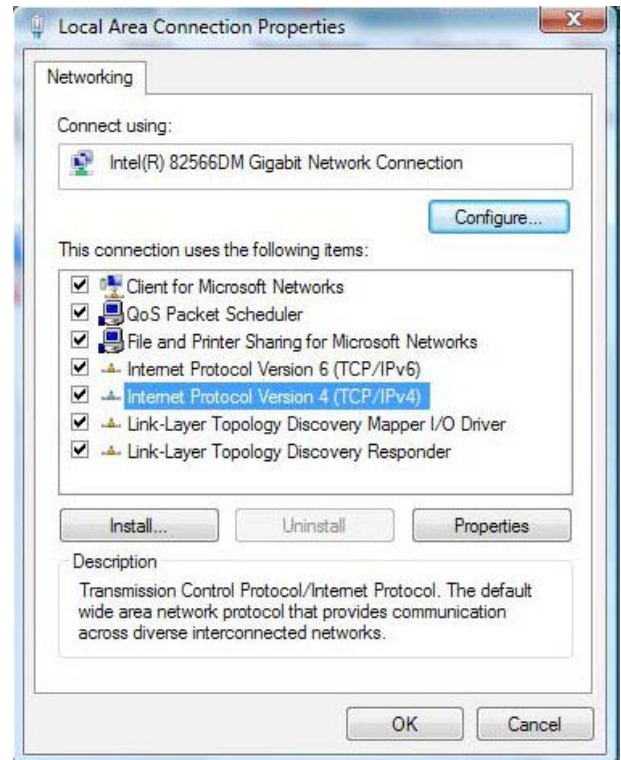 Local Area Connection Properties
Networking
Connect using:
Intel(R) 82566DM Gigabit Network Connection
Configure...
This connection uses the following items:
Client for Microsoft Networks
QoS Packet Scheduler
File and Printer Sharing for Microsoft Networks
Internet Protocol Version 6 (TCP/IPv6)
Internet Protocol Version 4 (TCP/IPv4)
Link-Layer Topology Discovery Mapper I/O Driver
Link-Layer Topology Discovery Responder
Install... Uninstall Properties
Description
Transmission Control Protocol/Internet Protocol. The default
wide area network protocol that provides communication
across diverse interconnected networks.
OK Cancel